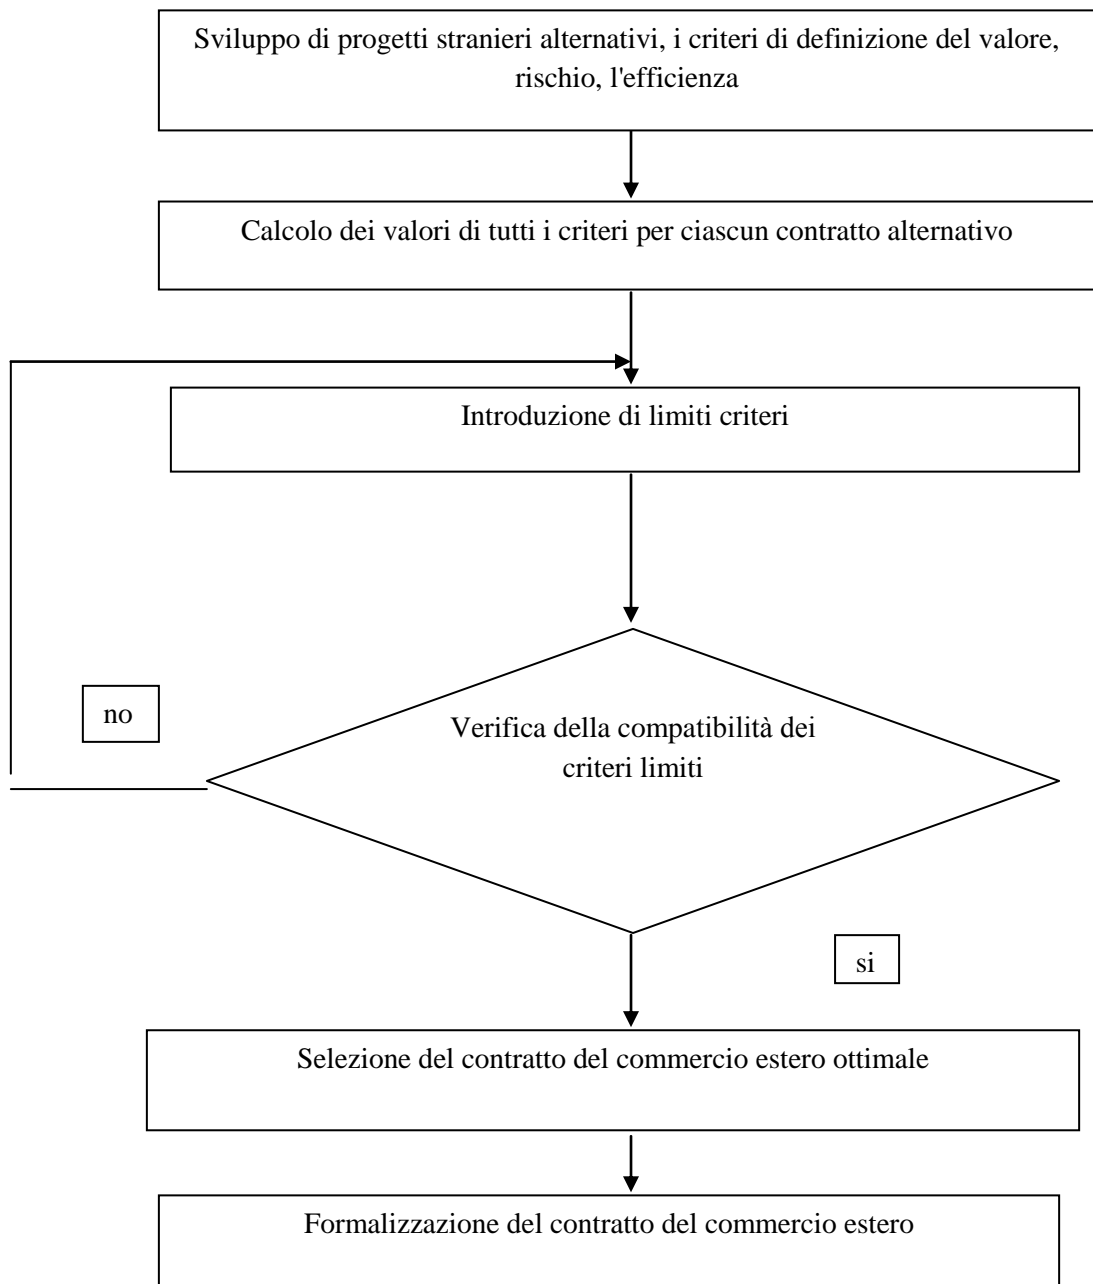 Sviluppo di progetti stranieri alternativi, i criteri di definizione del valore,
rischio, l'efficienza
Calcolo dei valori di tutti i criteri per ciascun contratto alternativo
Introduzione di limiti criteri
no
Verifica della compatibilità dei
criteri limiti
si
Selezione del contratto del commercio estero ottimale
Formalizzazione del contratto del commercio estero